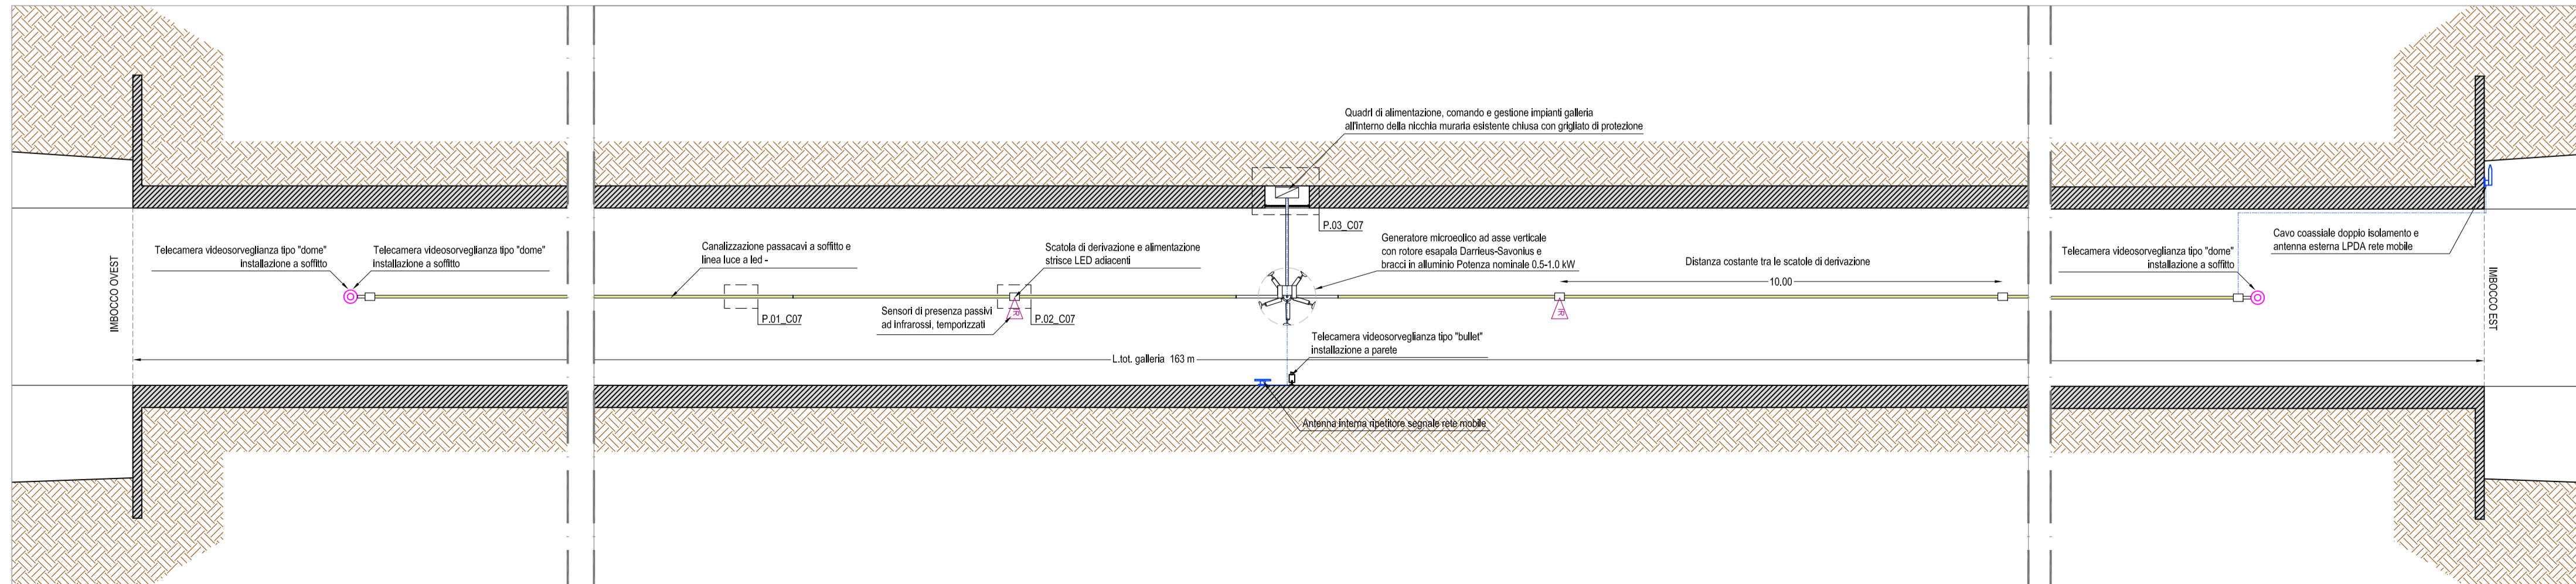 Quadri di alimentazione, comando e gestione impianti galleria
all'interno della nicchia muraria esistente chiusa con grigliato di protezione
P.03_C07
IMBOCCO OVEST
Telecamera videosorveglianza tipo "dome"
installazione a soffitto
Telecamera videosorveglianza tipo "dome"
installazione a soffitto
Canalizzazione passacavi a soffitto e
linea luce a led -
Scatola di derivazione e alimentazione
strisce LED adiacenti
Generatore microeolico ad asse verticale
con rotore esapala Darrieus-Savonius e
bracci in alluminio Potenza nominale 0.5-1.0 kW
Distanza costante tra le scatole di derivazione
10,00
Telecamera videosorveglianza tipo "dome"
installazione a soffitto
Cavo coassiale doppio isolamento e
antenna esterna LPDA rete mobile
IMBOCCO EST
P.01_C07
Sensori di presenza passivi
ad infrarossi, temporizzati
IR
P.02_C07
IR
Telecamera videosorveglianza tipo "bullet"
installazione a parete
L.tot. galleria 163 m
Antenna interna ripetitore segnale rete mobile